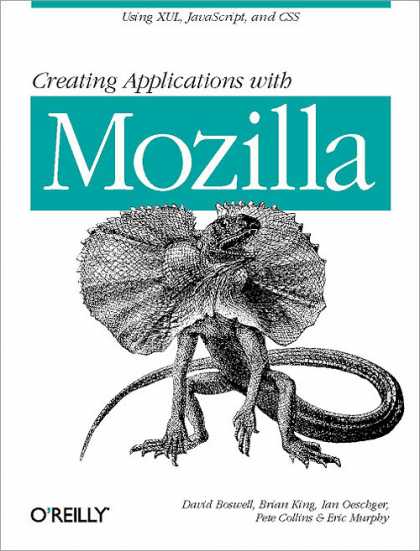 Using XUL, JavaScript, and CSS
Creating Applications with
Mozilla
David Boswell, Brian King, Ian Oeschger,
Pete Collins & Eric Murphy
O'REILLY®